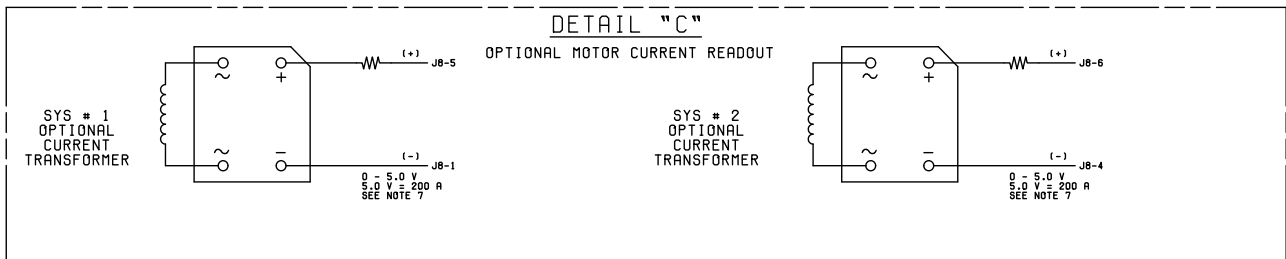 DETAIL "C"
OPTIONAL MOTOR CURRENT READOUT
SYS # 1
OPTIONAL
CURRENT
TRANSFORMER
~
+
~
−
(+)
J8-5
(-)
J8-1
0 - 5.0 V
5.0 V = 200 A
SEE NOTE 7
SYS # 2
OPTIONAL
CURRENT
TRANSFORMER
~
+
~
−
(+)
J8-6
(-)
J8-4
0 - 5.0 V
5.0 V = 200 A
SEE NOTE 7